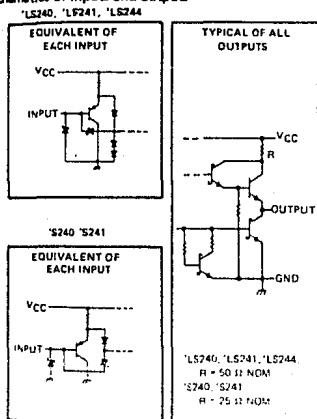 'LS240, 'LS241, 'LS244
EQUIVALENT OF
EACH INPUT
VCC
INPUT
'S240 'S241
EQUIVALENT OF
EACH INPUT
VCC
INPUT
TYPICAL OF ALL
OUTPUTS
VCC
R
OUTPUT
GND
'LS240, 'LS241, 'LS244
R = 50 Ω NOM
'S240, 'S241
R = 25 Ω NOM